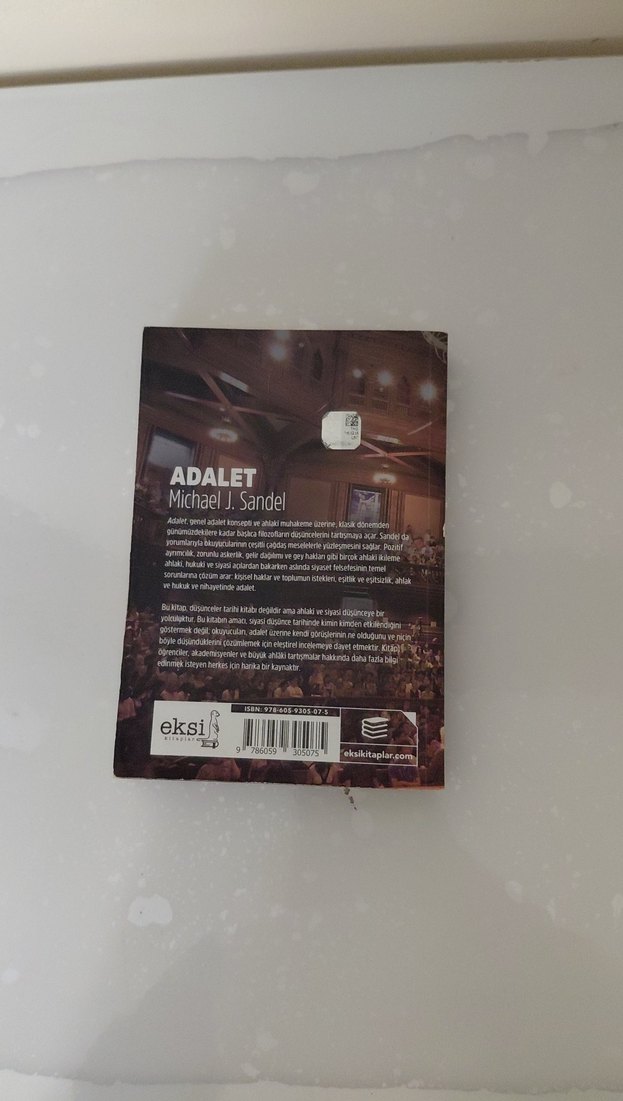 ADALET
Michael J. Sandel
Adalet, genel adalet konsepti ve ahlaki muhakeme üzerine, klasik dönemden
günümüzdekilere kadar başlıca filozofların düşüncelerini tartışmaya açar. Sandel da
yorumlarıyla okuyucularının çeşitli çağdaş meselelerle yüzleşmesini sağlar. Pozitif
ayrımcılık, zorunlu askerlik, gelir dağılımı ve gey hakları gibi birçok ahlaki ikileme
ahlaki, hukuki ve siyasi açılardan bakarken aslında siyaset felsefesinin temel
sorunlarına çözüm arar: kişisel haklar ve toplumun istekleri, eşitlik ve eşitsizlik, ahlak
ve hukuk ve nihayetinde adalet.
Bu kitap, düşünceler tarihi kitabı değildir ama ahlaki ve siyasi düşünceye bir
yolculuktur. Bu kitabın amacı, siyasi düşünce tarihinde kimin kimden etkilendiğini
göstermek değil; okuyucuları, adalet üzerine kendi görüşlerinin ne olduğunu ve niçin
böyle düşündüklerini çözümlemek için eleştirel incelemeye davet etmektir. Kitap
öğrenciler, akademisyenler ve büyük ahlâki tartışmalar hakkında daha fazla bilgi
edinmek isteyen herkes için harika bir kaynaktır.
eksi
kitaplar
ISBN: 978-605-9305-07-5
9 786059 305075
eksikitaplar.com